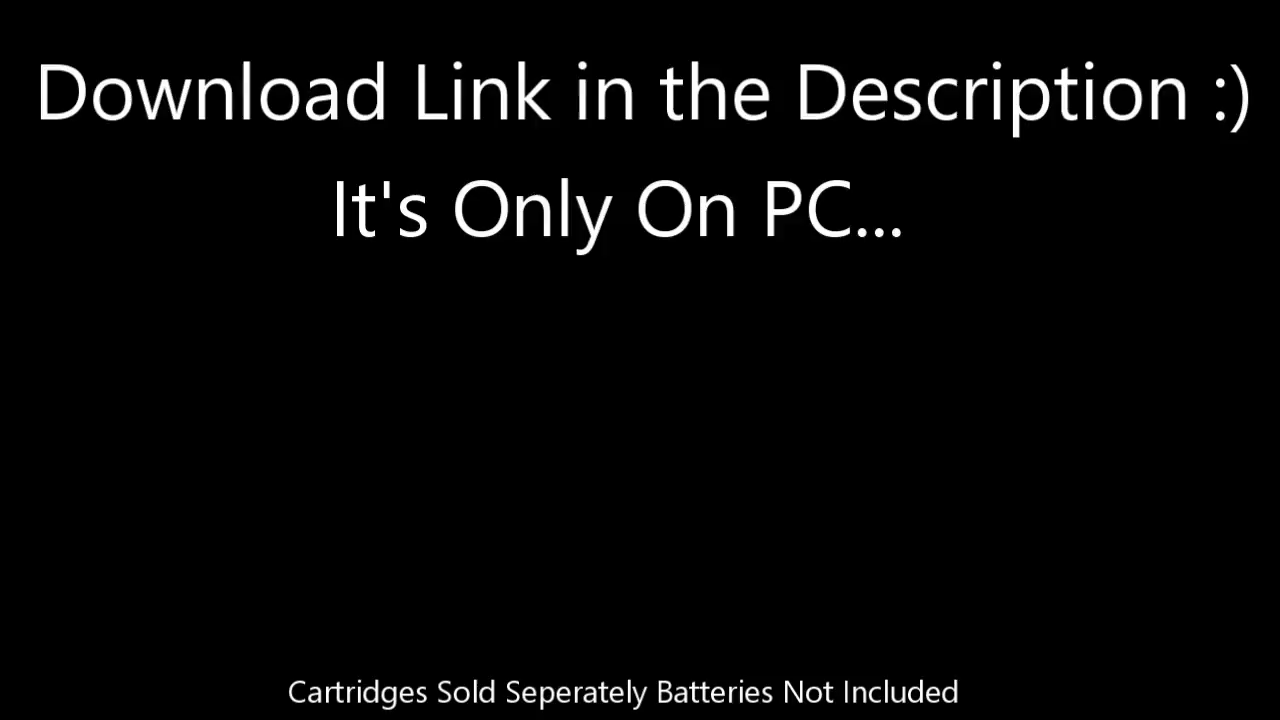 Download Link in the Description :)
It's Only On PC...
Cartridges Sold Seperately Batteries Not Included